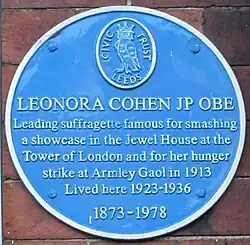 CIVIC TRUST
LEEDS
LEONORA COHEN JP OBE
Leading suffragette famous for smashing
a showcase in the Jewel House at the
Tower of London and for her hunger
strike at Armley Gaol in 1913
Lived here 1923-1936
1873-1978